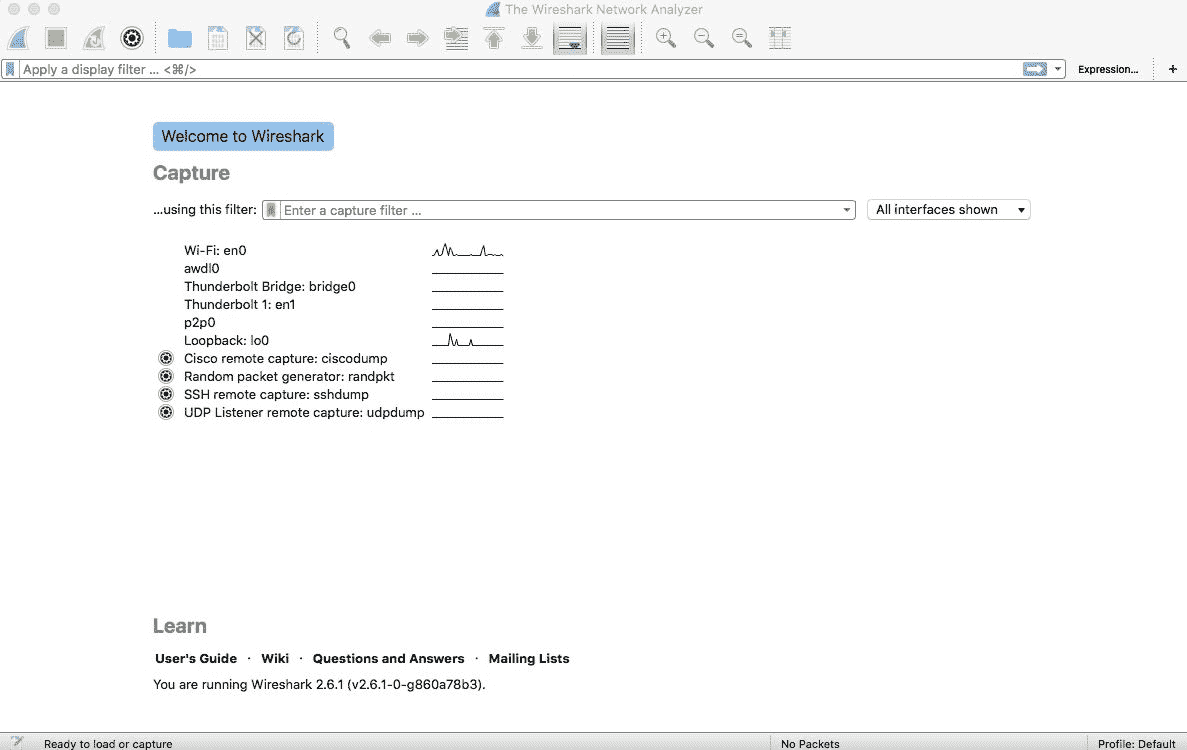 The Wireshark Network Analyzer
Apply a display filter ... <⌘/>
Expression...
+
Welcome to Wireshark
Capture
...using this filter:
Enter a capture filter ...
All interfaces shown
Wi-Fi: en0
awdl0
Thunderbolt Bridge: bridge0
Thunderbolt 1: en1
p2p0
Loopback: lo0
Cisco remote capture: ciscodump
Random packet generator: randpkt
SSH remote capture: sshdump
UDP Listener remote capture: udpdump
Learn
User's Guide · Wiki · Questions and Answers · Mailing Lists
You are running Wireshark 2.6.1 (v2.6.1-0-g860a78b3).
Ready to load or capture
No Packets
Profile: Default